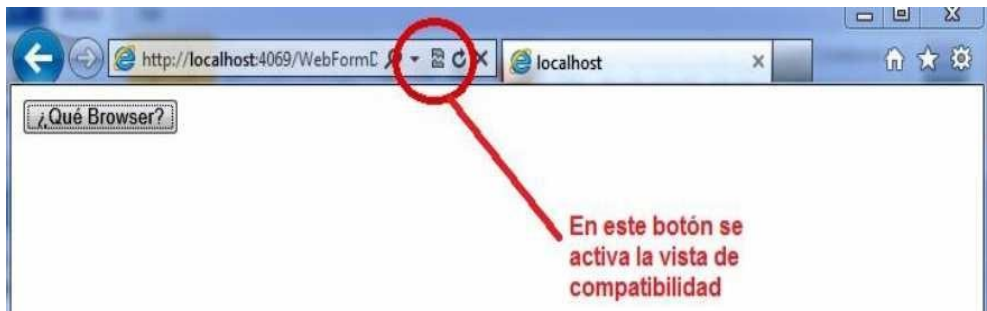 http://localhost:4069/WebFormD
localhost
¿Qué Browser?
En este botón se
activa la vista de
compatibilidad